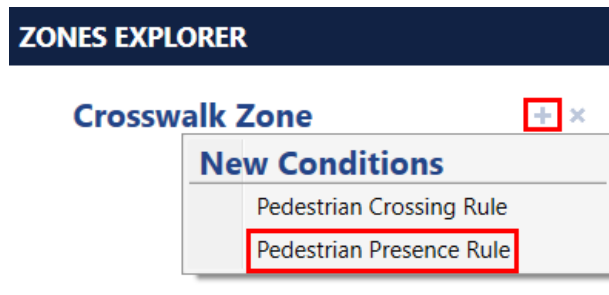 ZONES EXPLORER
Crosswalk Zone + ×
New Conditions
Pedestrian Crossing Rule
Pedestrian Presence Rule